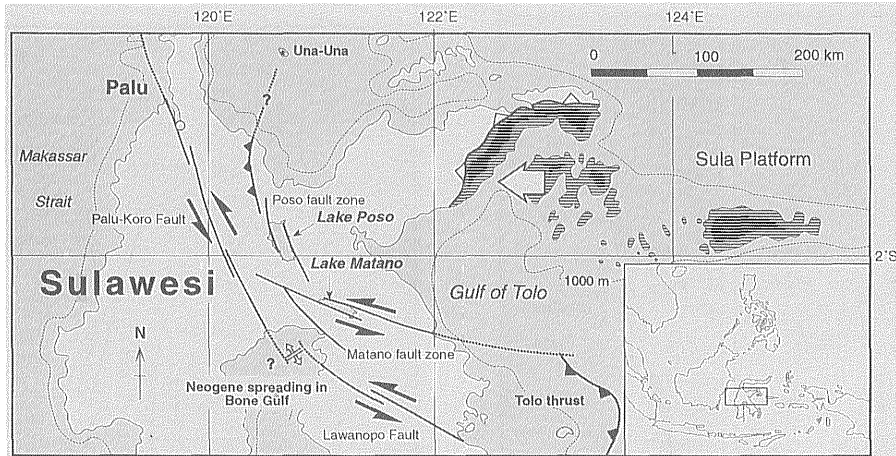 120°E
122°
124°
Una-Una
0
100
200 km
Palu
?
Makassar
Strait
Sula Platform
Poso fault zone
Lake Poso
Palu-Koro Fault
Lake Matano
2°S
Sulawesi
Gulf of Tolo
1000 m
N
Matano fault zone
?
Neogene spreading in
Bone Gülf
Tolo thrust
Lawanopo Fault